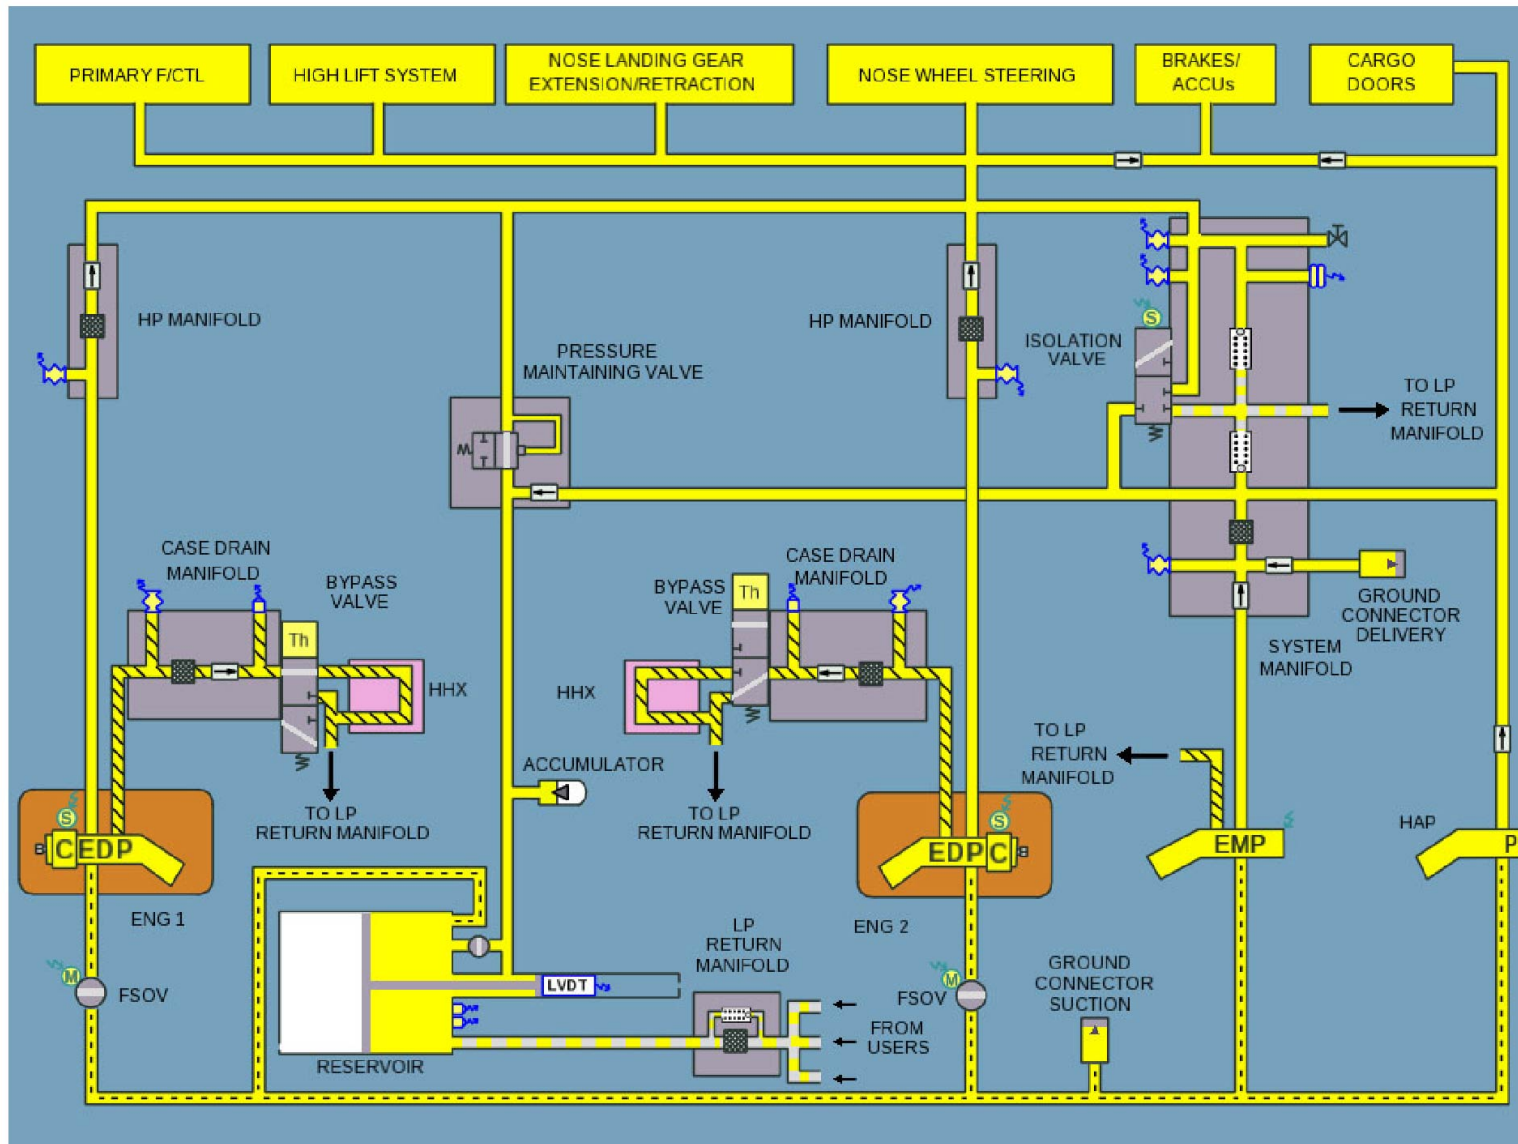 PRIMARY F/CTL
HIGH LIFT SYSTEM
NOSE LANDING GEAR
EXTENSION/RETRACTION
NOSE WHEEL STEERING
BRAKES/
ACCUs
CARGO
DOORS
HP MANIFOLD
PRESSURE
MAINTAINING VALVE
HP MANIFOLD
S
ISOLATION
VALVE
TO LP
RETURN
MANIFOLD
CASE DRAIN
MANIFOLD
BYPASS
VALVE
Th
HHX
BYPASS
VALVE
Th
CASE DRAIN
MANIFOLD
HHX
GROUND
CONNECTOR
DELIVERY
SYSTEM
MANIFOLD
TO LP
RETURN MANIFOLD
ACCUMULATOR
TO LP
RETURN MANIFOLD
TO LP
RETURN
MANIFOLD
S
C EDP
ENG 1
S
EDP C
ENG 2
EMP
HAP
P
M
FSOV
LVDT
RESERVOIR
LP
RETURN
MANIFOLD
FROM
USERS
M
FSOV
GROUND
CONNECTOR
SUCTION